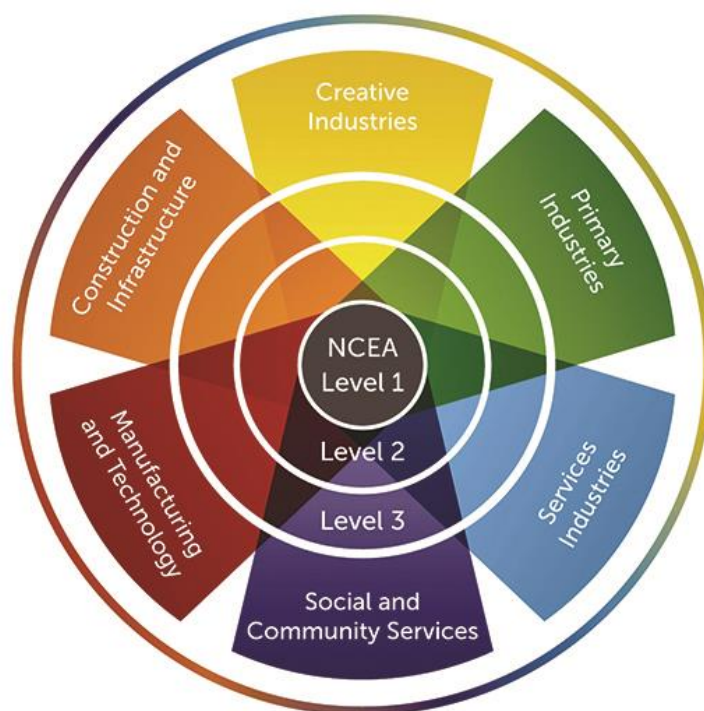 Creative
Industries
Primary
Industries
Services
Industries
Social and
Community Services
Manufacturing
and Technology
Construction and
Infrastructure
NCEA
Level 1
Level 2
Level 3